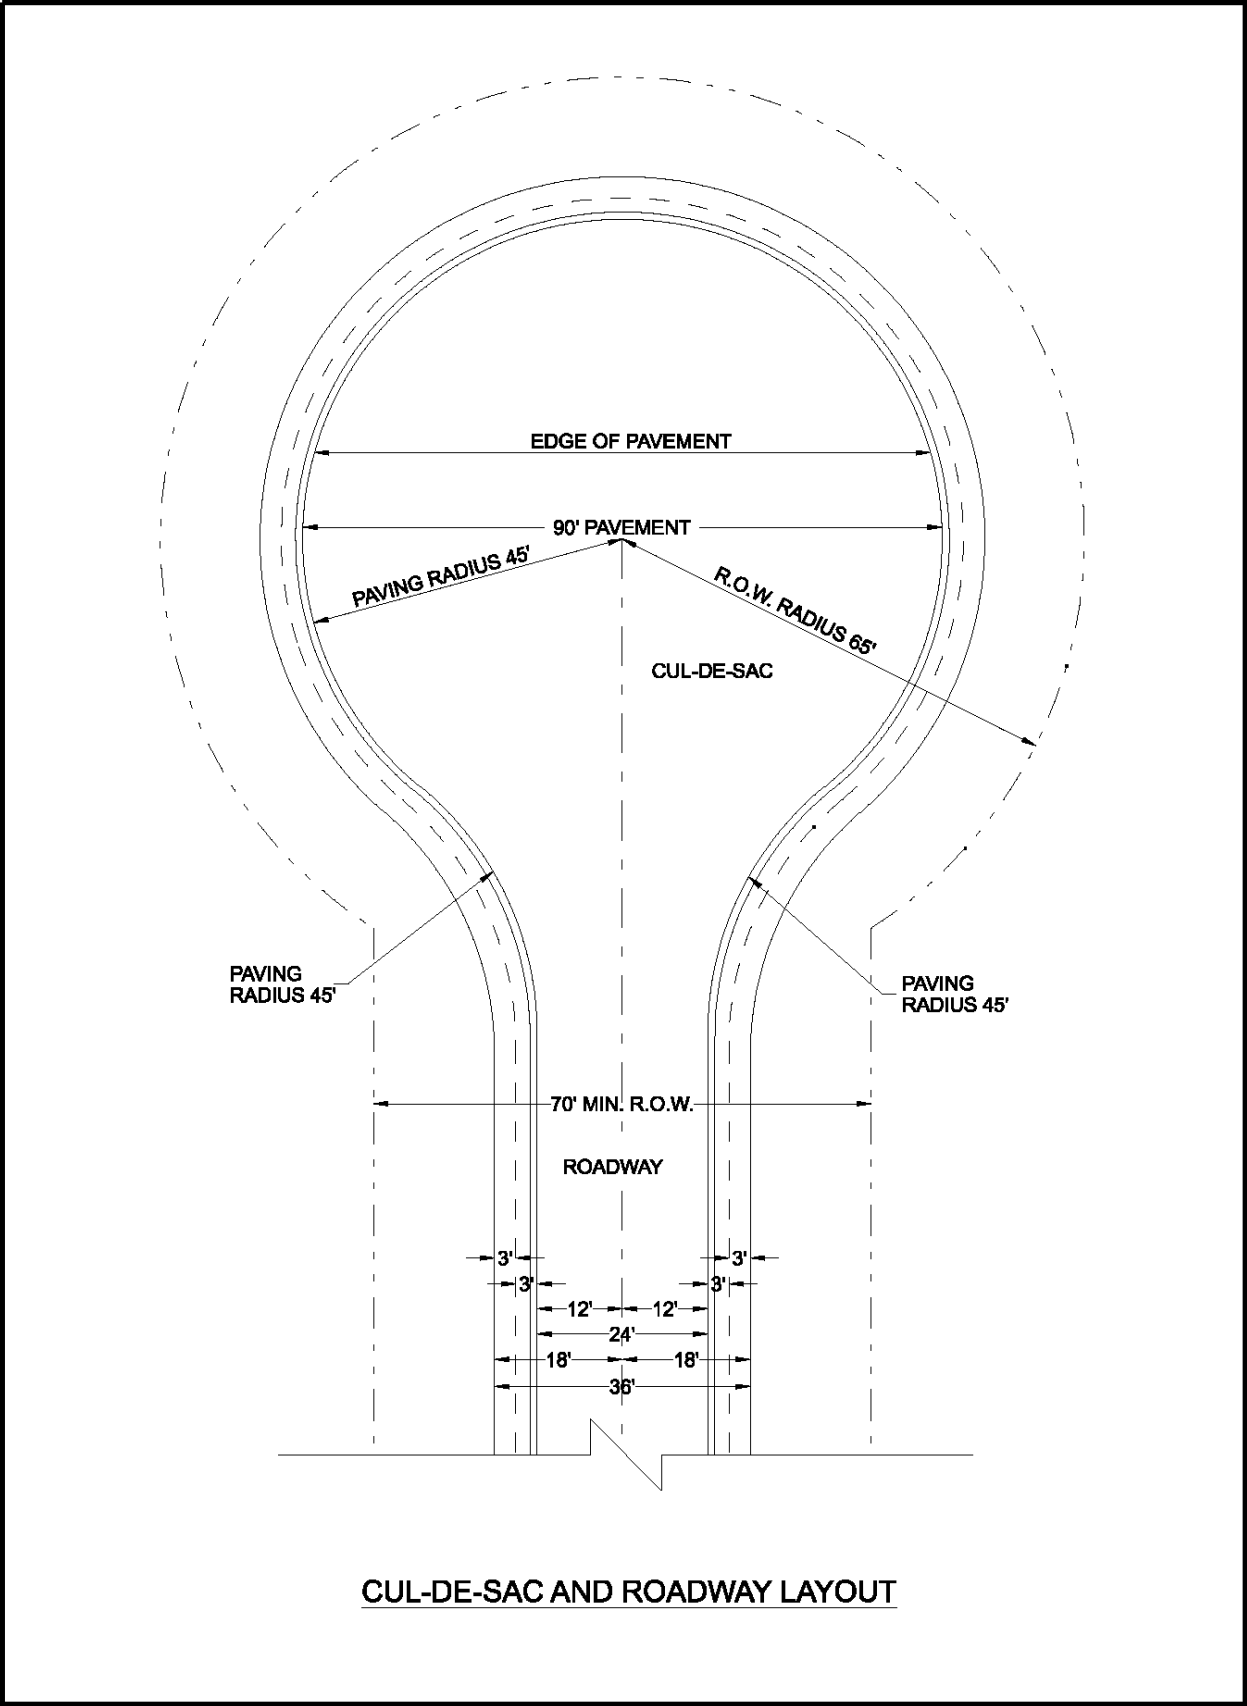 EDGE OF PAVEMENT
90' PAVEMENT
PAVING RADIUS 45'
R.O.W. RADIUS 65'
CUL-DE-SAC
PAVING
RADIUS 45'
PAVING
RADIUS 45'
70' MIN. R.O.W.
ROADWAY
3' 3'
3' 3'
12' 12'
24'
18' 18'
36'
CUL-DE-SAC AND ROADWAY LAYOUT